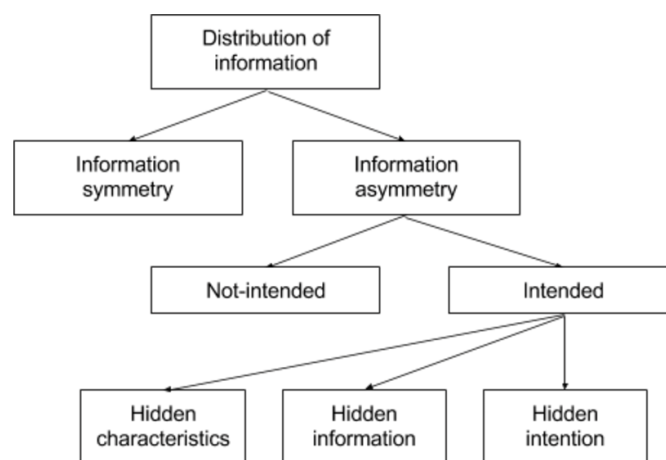 Distribution of
information
Information
symmetry
Information
asymmetry
Not-intended
Intended
Hidden
characteristics
Hidden
information
Hidden
intention